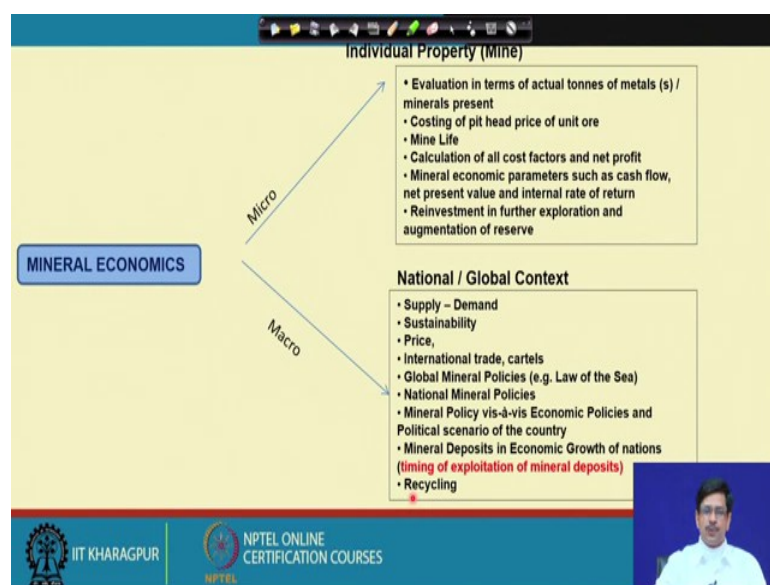 Individual Property (Mine)
• Evaluation in terms of actual tonnes of metals (s) /
minerals present
• Costing of pit head price of unit ore
• Mine Life
• Calculation of all cost factors and net profit
• Mineral economic parameters such as cash flow,
net present value and internal rate of return
• Reinvestment in further exploration and
augmentation of reserve
Micro
MINERAL ECONOMICS
Macro
National / Global Context
• Supply – Demand
• Sustainability
• Price,
• International trade, cartels
• Global Mineral Policies (e.g. Law of the Sea)
• National Mineral Policies
• Mineral Policy vis-à-vis Economic Policies and
Political scenario of the country
• Mineral Deposits in Economic Growth of nations
(timing of exploitation of mineral deposits)
• Recycling
IIT KHARAGPUR
NPTEL
NPTEL ONLINE
CERTIFICATION COURSES